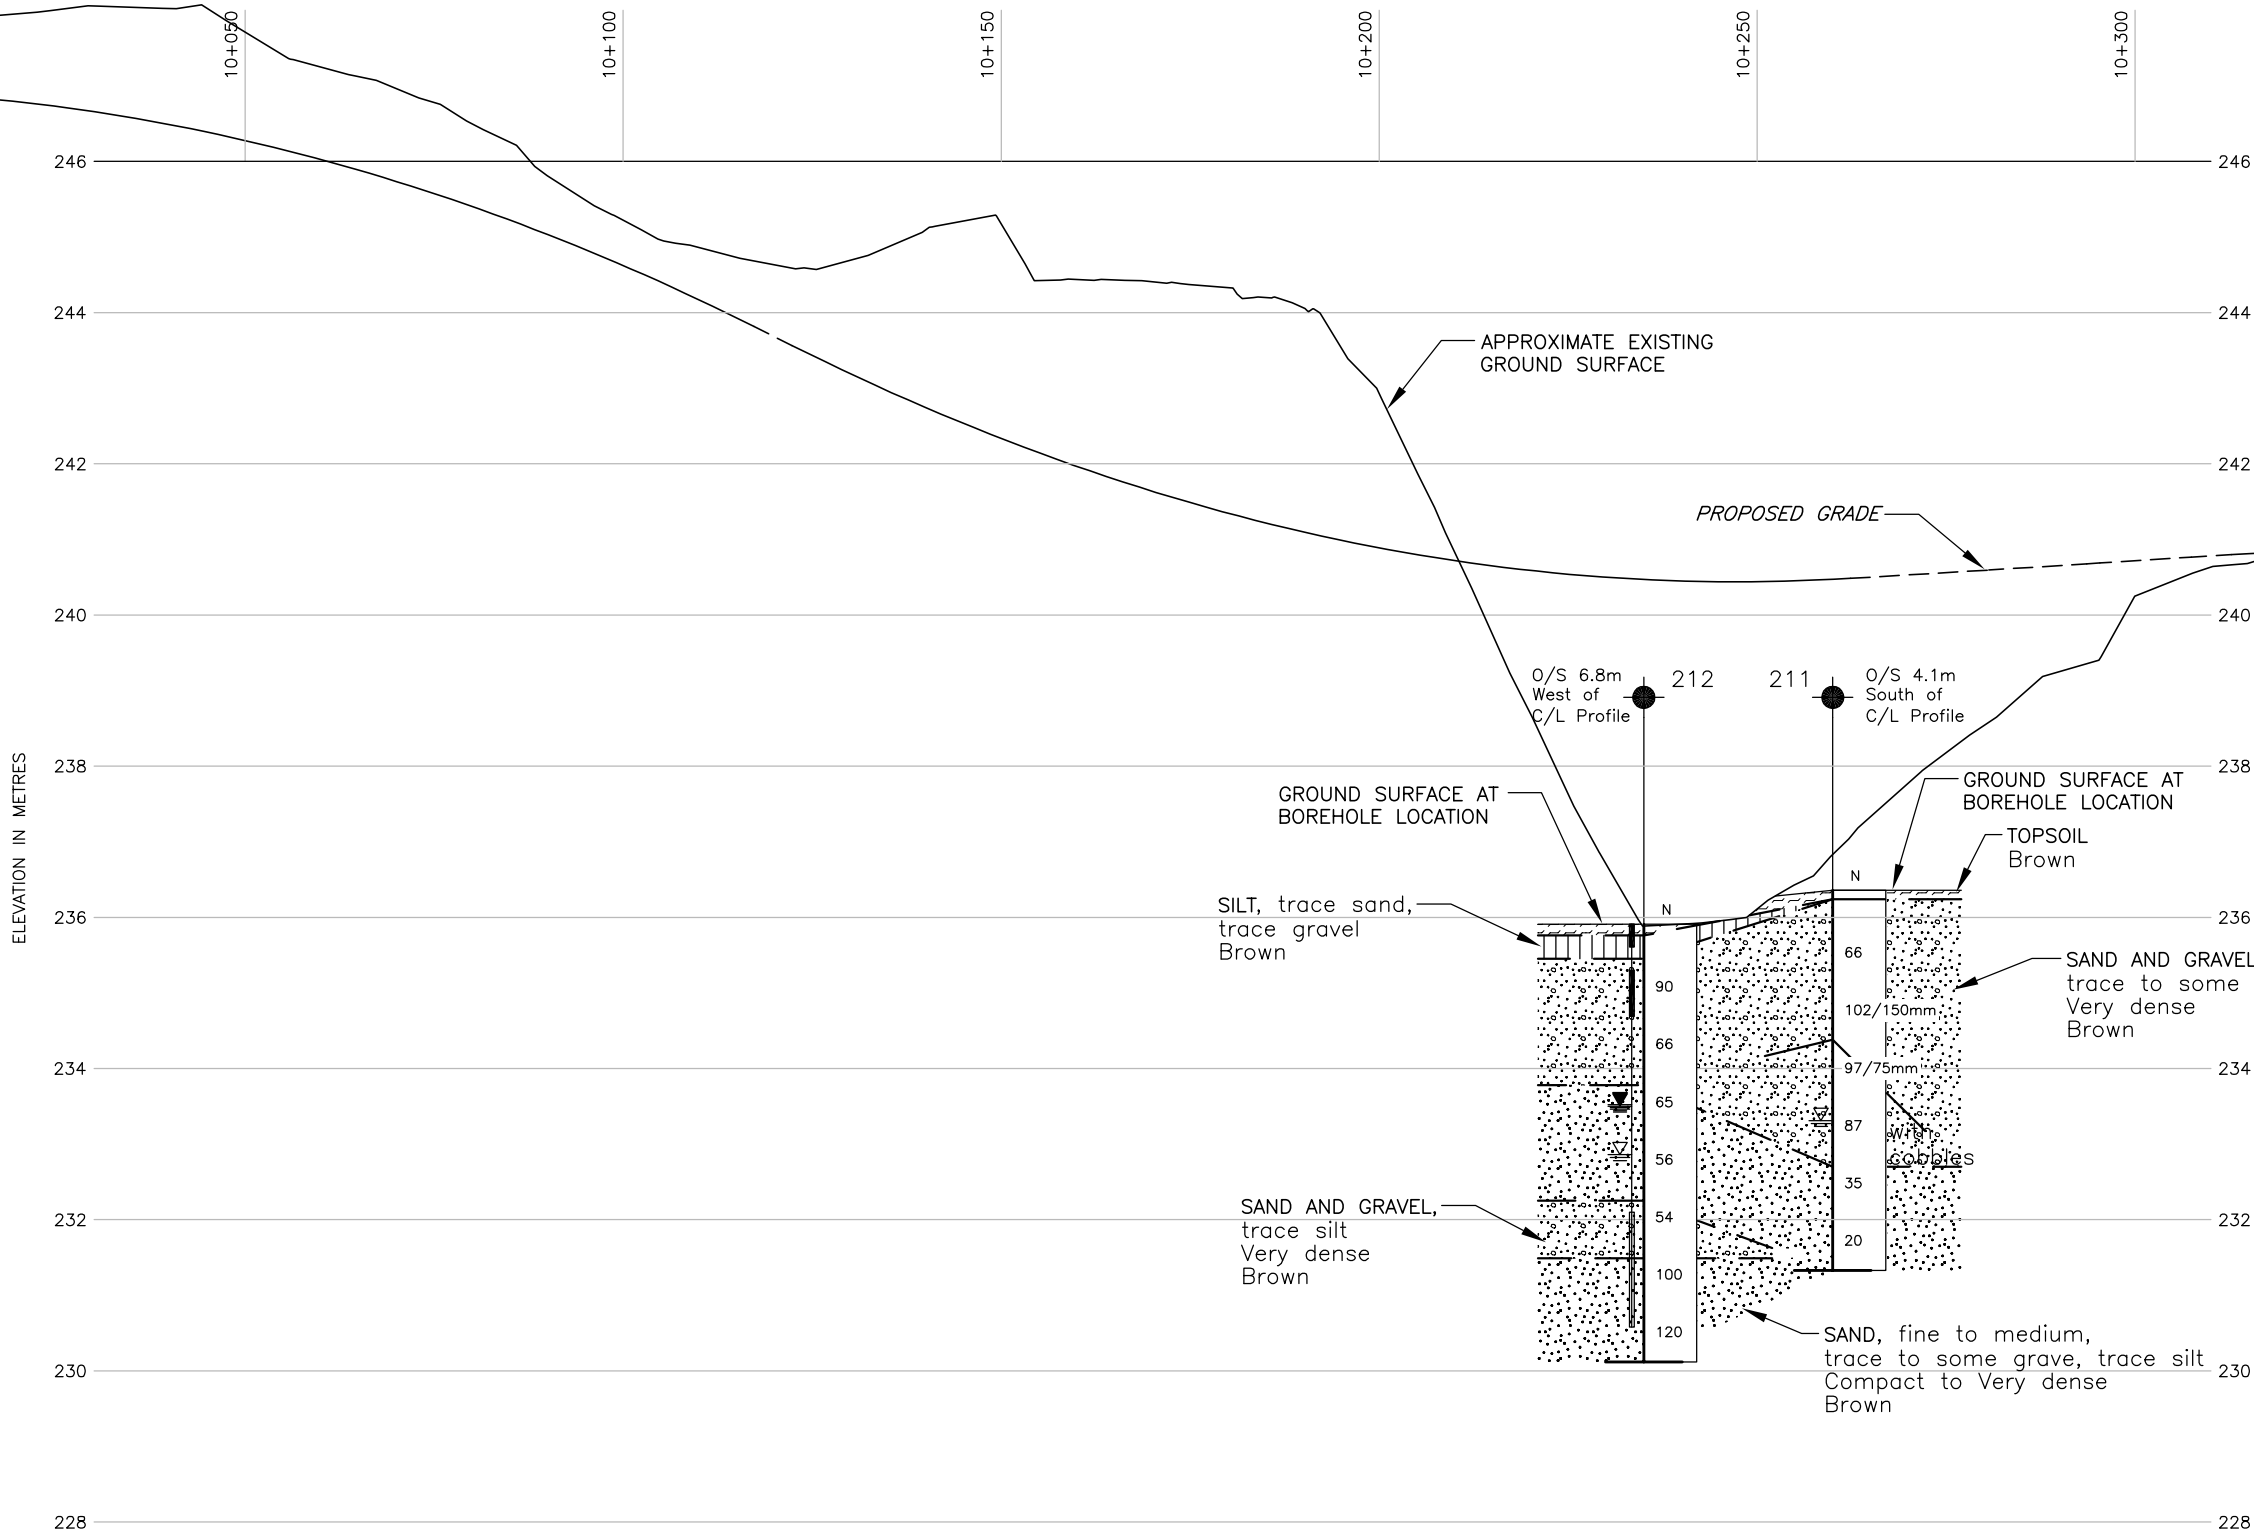 10+050
10+100
10+150
10+200
10+250
10+300
246
246
244
244
APPROXIMATE EXISTING
GROUND SURFACE
242
242
PROPOSED GRADE
240
240
O/S 6.8m
West of
C/L Profile
212
211
O/S 4.1m
South of
C/L Profile
ELEVATION IN METRES
238
238
GROUND SURFACE AT
BOREHOLE LOCATION
GROUND SURFACE AT
BOREHOLE LOCATION
TOPSOIL
Brown
N
N
236
236
SILT, trace sand,
trace gravel
Brown
SAND AND GRAVEL
trace to some
Very dense
Brown
90
66
65
56
54
100
120
66
102/150mm
97/75mm
87
35
20
with
cobbles
234
234
232
232
SAND AND GRAVEL,
trace silt
Very dense
Brown
SAND, fine to medium,
trace to some grave, trace silt
Compact to Very dense
Brown
230
230
228
228